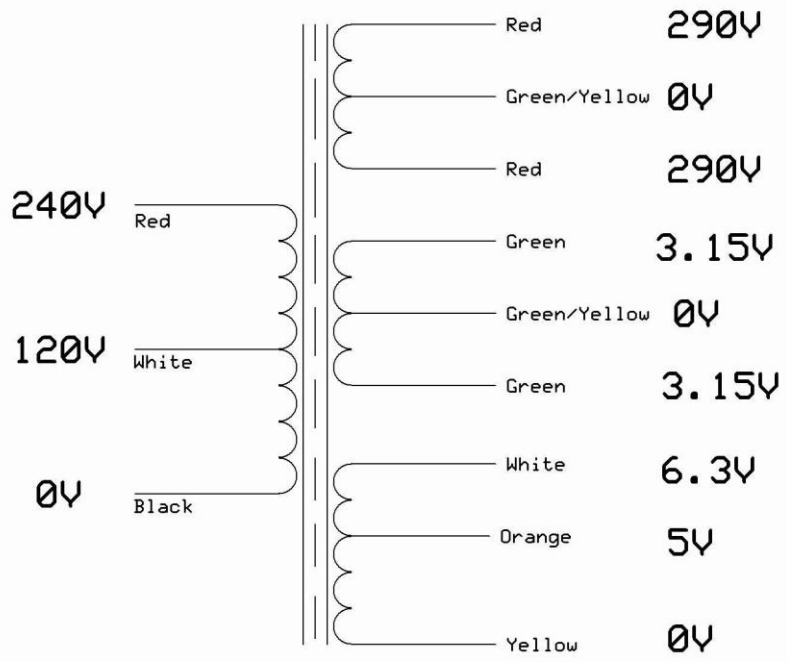 Red 290V
Green/Yellow 0V
Red 290V
240V Red
Green 3.15V
Green/Yellow 0V
120V White
Green 3.15V
White 6.3V
0V Black
Orange 5V
Yellow 0V